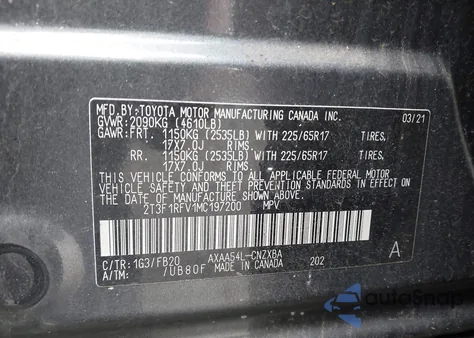 MFD.BY:TOYOTA MOTOR MANUFACTURING CANADA INC. 03/21
GVWR:2090KG (4610LB)
GAWR:FRT. 1150KG (2535LB) WITH 225/65R17 TIRES,
17X7.0J RIMS.
RR. 1150KG (2535LB) WITH 225/65R17 TIRES,
17X7.0J RIMS.
THIS VEHICLE CONFORMS TO ALL APPLICABLE FEDERAL MOTOR
VEHICLE SAFETY AND THEFT PREVENTION STANDARDS IN EFFECT ON
THE DATE OF MANUFACTURE SHOWN ABOVE.
2T3F1RFV1MC197200 MPV
A
C/TR:1G3/FB20 AXAA54L-CNZXBA
A/TM: /UB80F MADE IN CANADA 202
AutoSnap